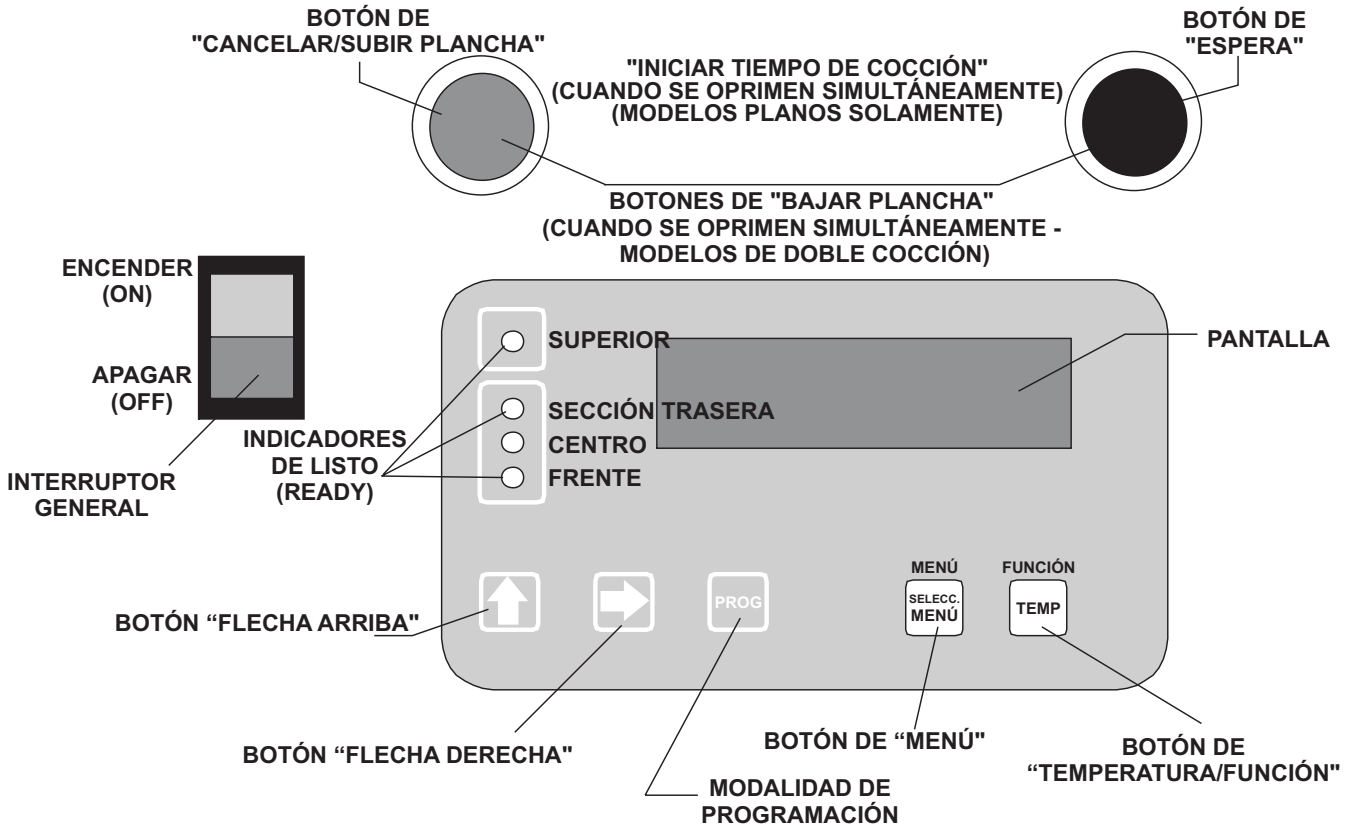 BOTÓN DE
"CANCELAR/SUBIR PLANCHA"
"INICIAR TIEMPO DE COCCIÓN"
(CUANDO SE OPRIMEN SIMULTÁNEAMENTE)
(MODELOS PLANOS SOLAMENTE)
BOTÓN DE
"ESPERA"
BOTONES DE "BAJAR PLANCHA"
(CUANDO SE OPRIMEN SIMULTÁNEAMENTE -
MODELOS DE DOBLE COCCIÓN)
ENCENDER
(ON)
APAGAR
(OFF)
INTERRUPTOR
GENERAL
INDICADORES
DE LISTO
(READY)
SUPERIOR
SECCIÓN TRASERA
CENTRO
FRENTE
PANTALLA
BOTÓN “FLECHA ARRIBA"
PROG
MENÚ
SELECC.
MENÚ
FUNCIÓN
TEMP
BOTÓN “FLECHA DERECHA"
MODALIDAD DE
PROGRAMACIÓN
BOTÓN DE “MENÚ"
BOTÓN DE
“TEMPERATURA/FUNCIÓN"